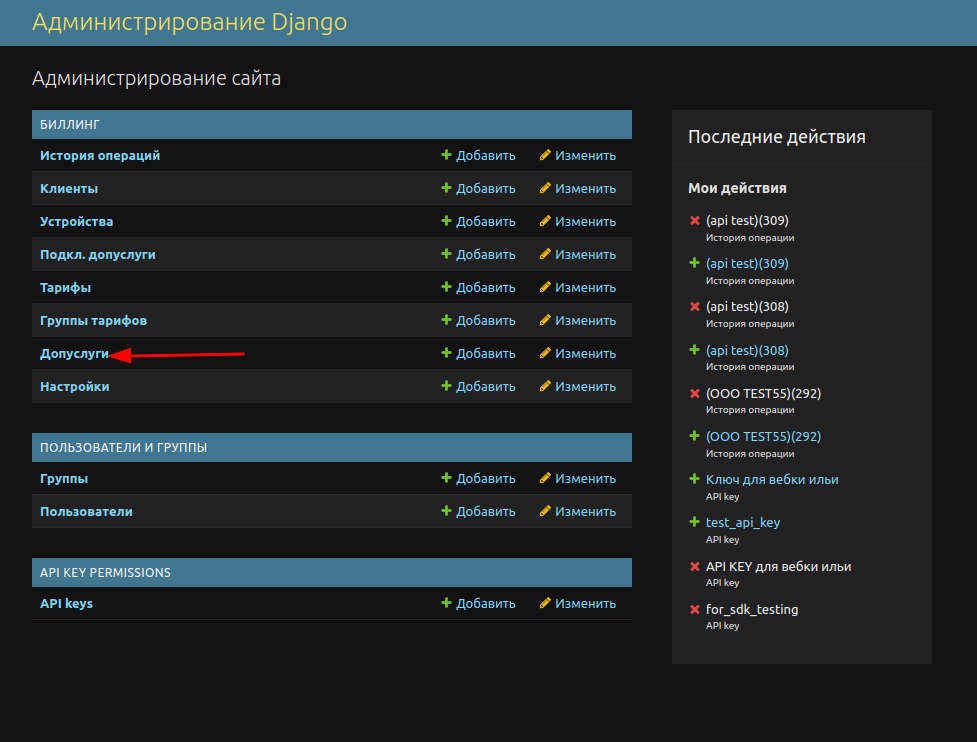 Администрирование Django
Администрирование сайта
БИЛЛИНГ
История операций Добавить Изменить
Клиенты Добавить Изменить
Устройства Добавить Изменить
Подкл. допуслуги Добавить Изменить
Тарифы Добавить Изменить
Группы тарифов Добавить Изменить
Допуслуги Добавить Изменить
Настройки Добавить Изменить
ПОЛЬЗОВАТЕЛИ И ГРУППЫ
Группы Добавить Изменить
Пользователи Добавить Изменить
API KEY PERMISSIONS
API keys Добавить Изменить
Последние действия
Мои действия
(api test)(309)
История операции
(api test)(309)
История операции
(api test)(308)
История операции
(api test)(308)
История операции
(ООО TEST55)(292)
История операции
(ООО TEST55)(292)
История операции
Ключ для вебки ильи
API key
test_api_key
API key
API KEY для вебки ильи
API key
for_sdk_testing
API key